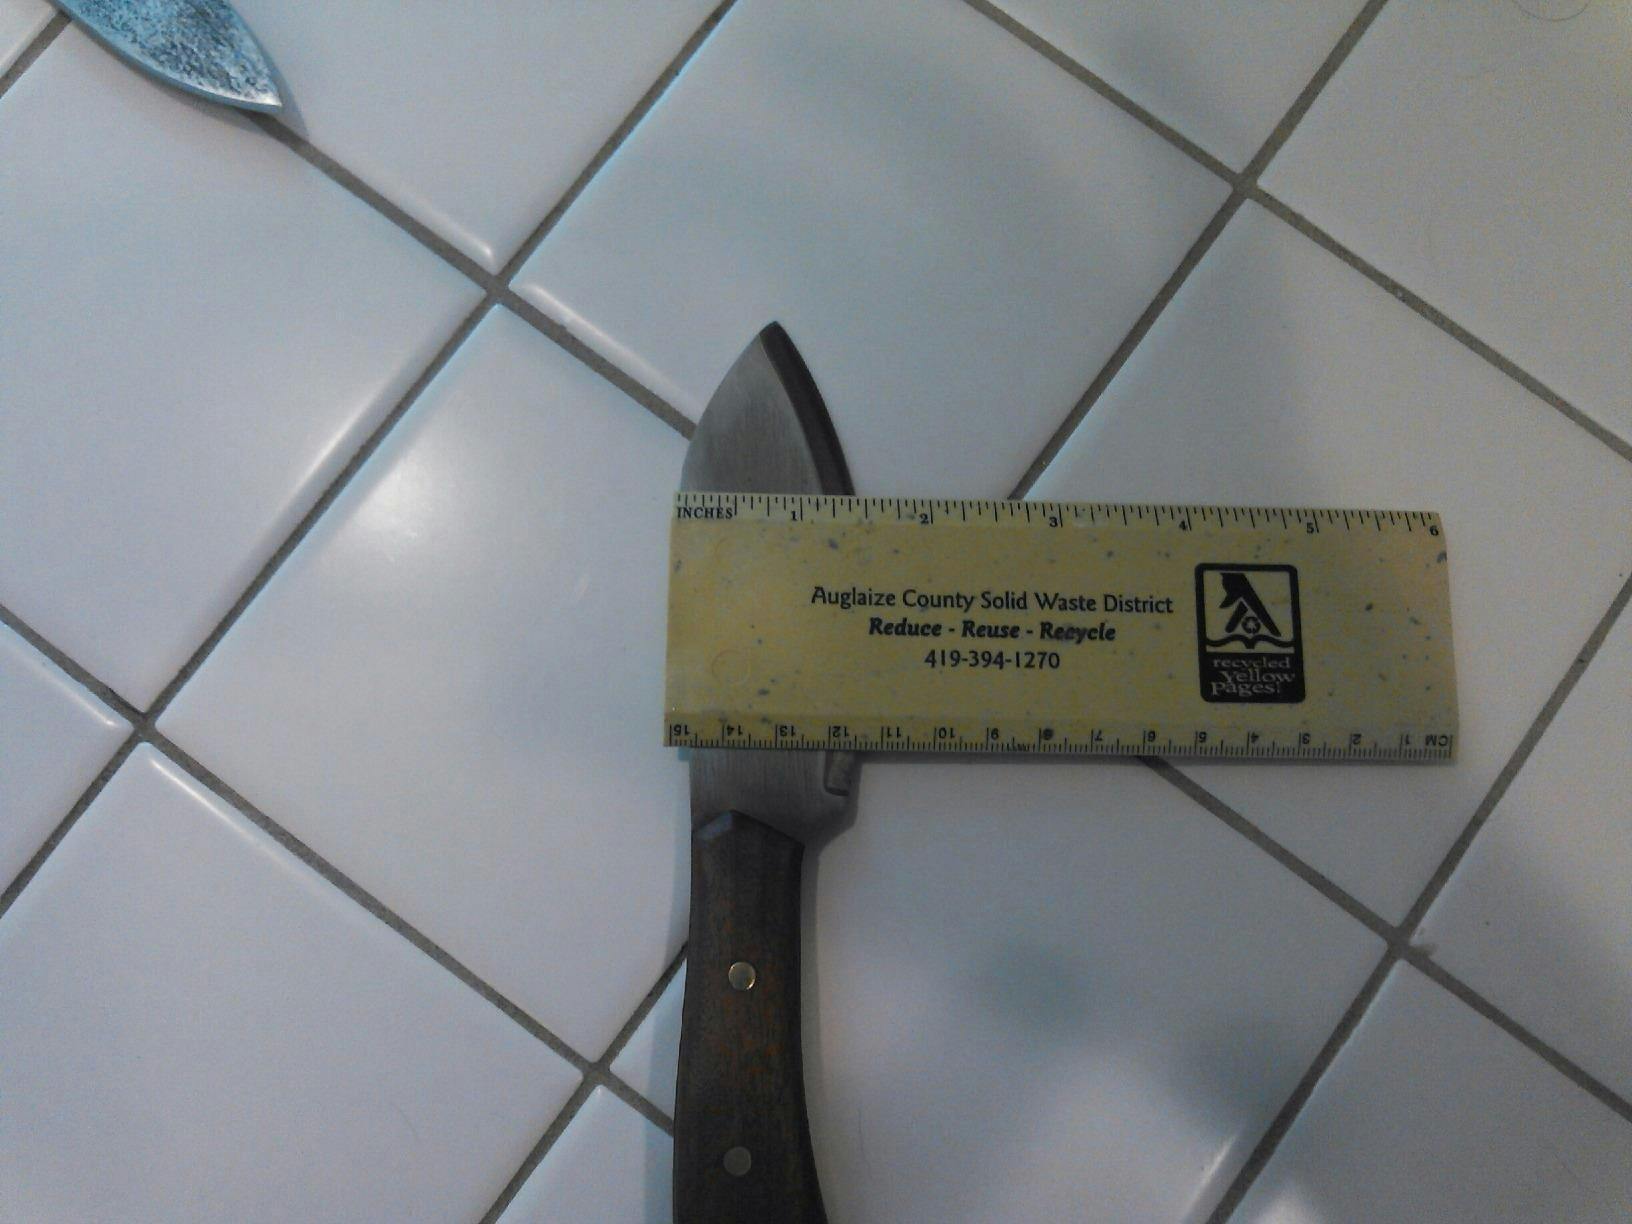 INCHES 1 2 3 4 5 6
Auglaize County Solid Waste District
Reduce - Reuse - Recycle
419-394-1270
recycled
Yellow
pages!
15 14 13 12 11 10 9 8 7 6 5 4 3 2 1 CM